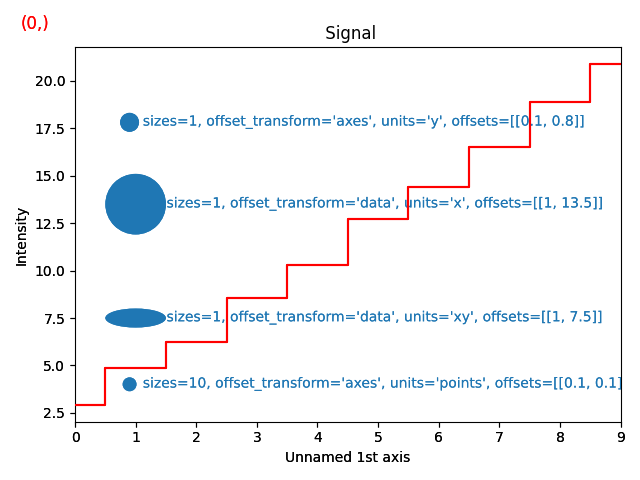 (0,)
Signal
20.0
17.5
15.0
12.5
10.0
7.5
5.0
2.5
Intensity
sizes=1, offset_transform='axes', units='y', offsets=[[0.1, 0.8]]
sizes=1, offset_transform='data', units='x', offsets=[[1, 13.5]]
sizes=1, offset_transform='data', units='xy', offsets=[[1, 7.5]]
sizes=10, offset_transform='axes', units='points', offsets=[[0.1, 0.1]
0 1 2 3 4 5 6 7 8 9
Unnamed 1st axis